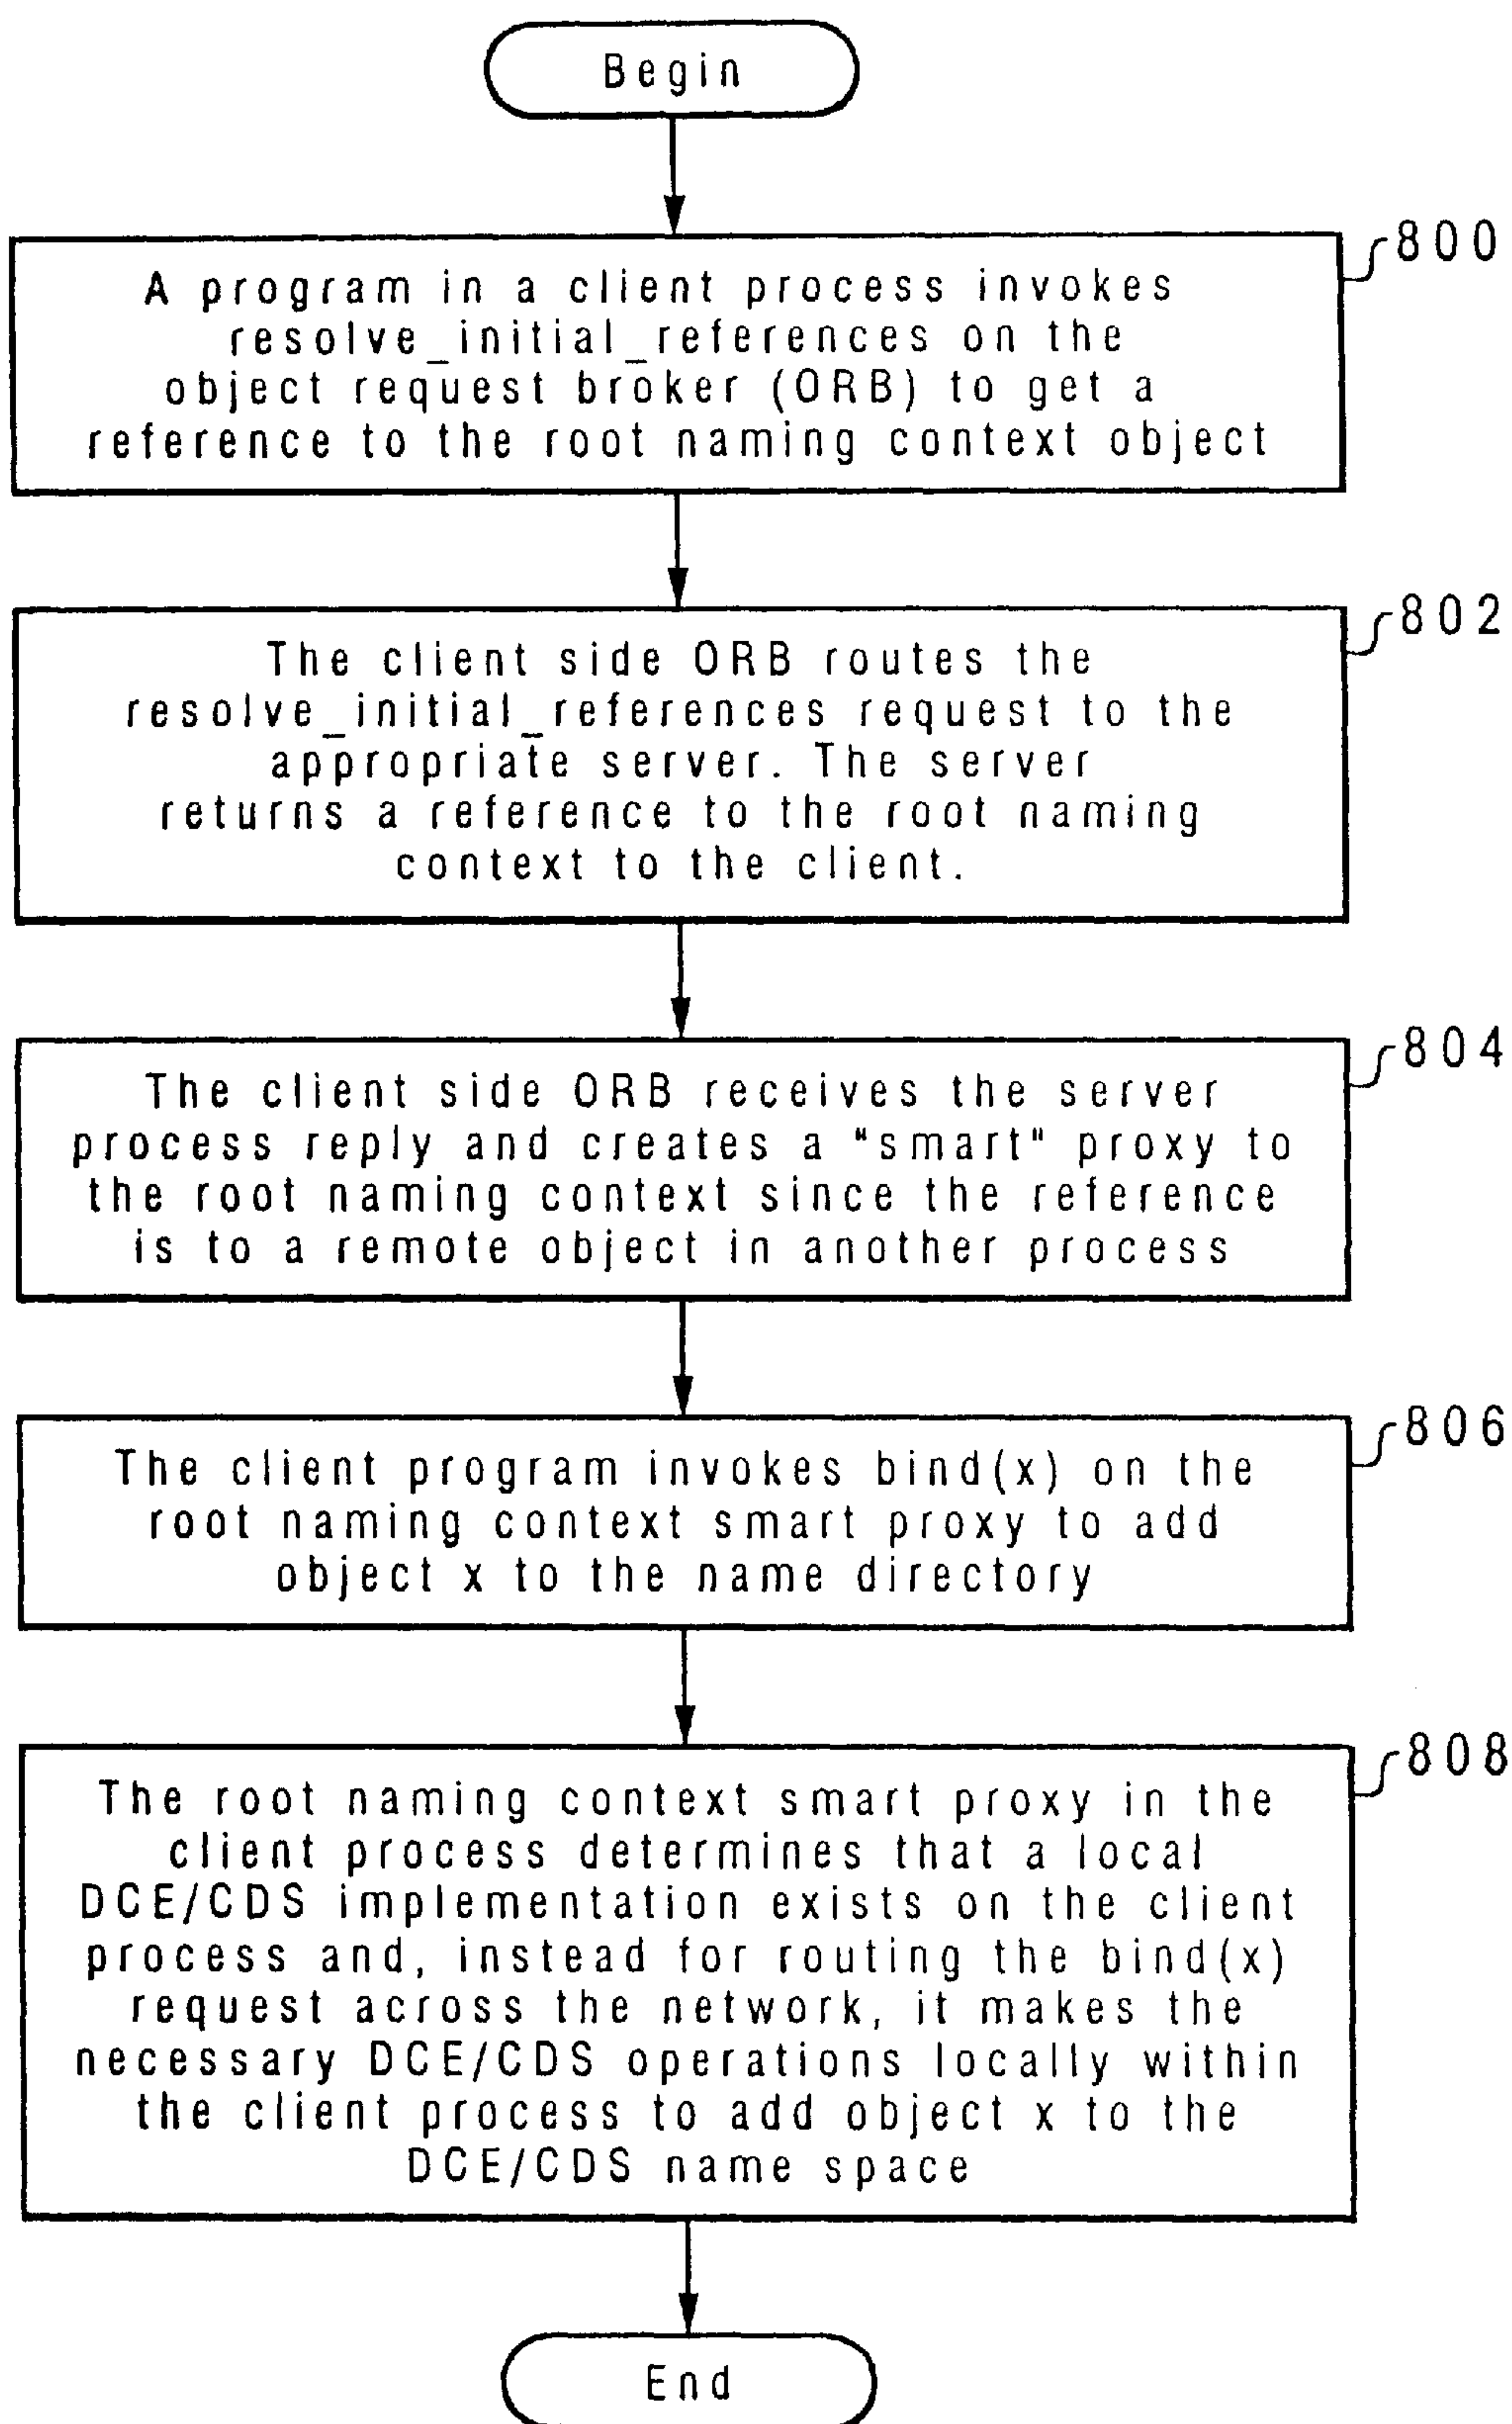 Begin
800
A program in a client process invokes
resolve_initial_references on the
object request broker (ORB) to get a
reference to the root naming context object
802
The client side ORB routes the
resolve_initial_references request to the
appropriate server. The server
returns a reference to the root naming
context to the client.
804
The client side ORB receives the server
process reply and creates a "smart" proxy to
the root naming context since the reference
is to a remote object in another process
806
The client program invokes bind(x) on the
root naming context smart proxy to add
object x to the name directory
808
The root naming context smart proxy in the
client process determines that a local
DCE/CDS implementation exists on the client
process and, instead for routing the bind(x)
request across the network, it makes the
necessary DCE/CDS operations locally within
the client process to add object x to the
DCE/CDS name space
End